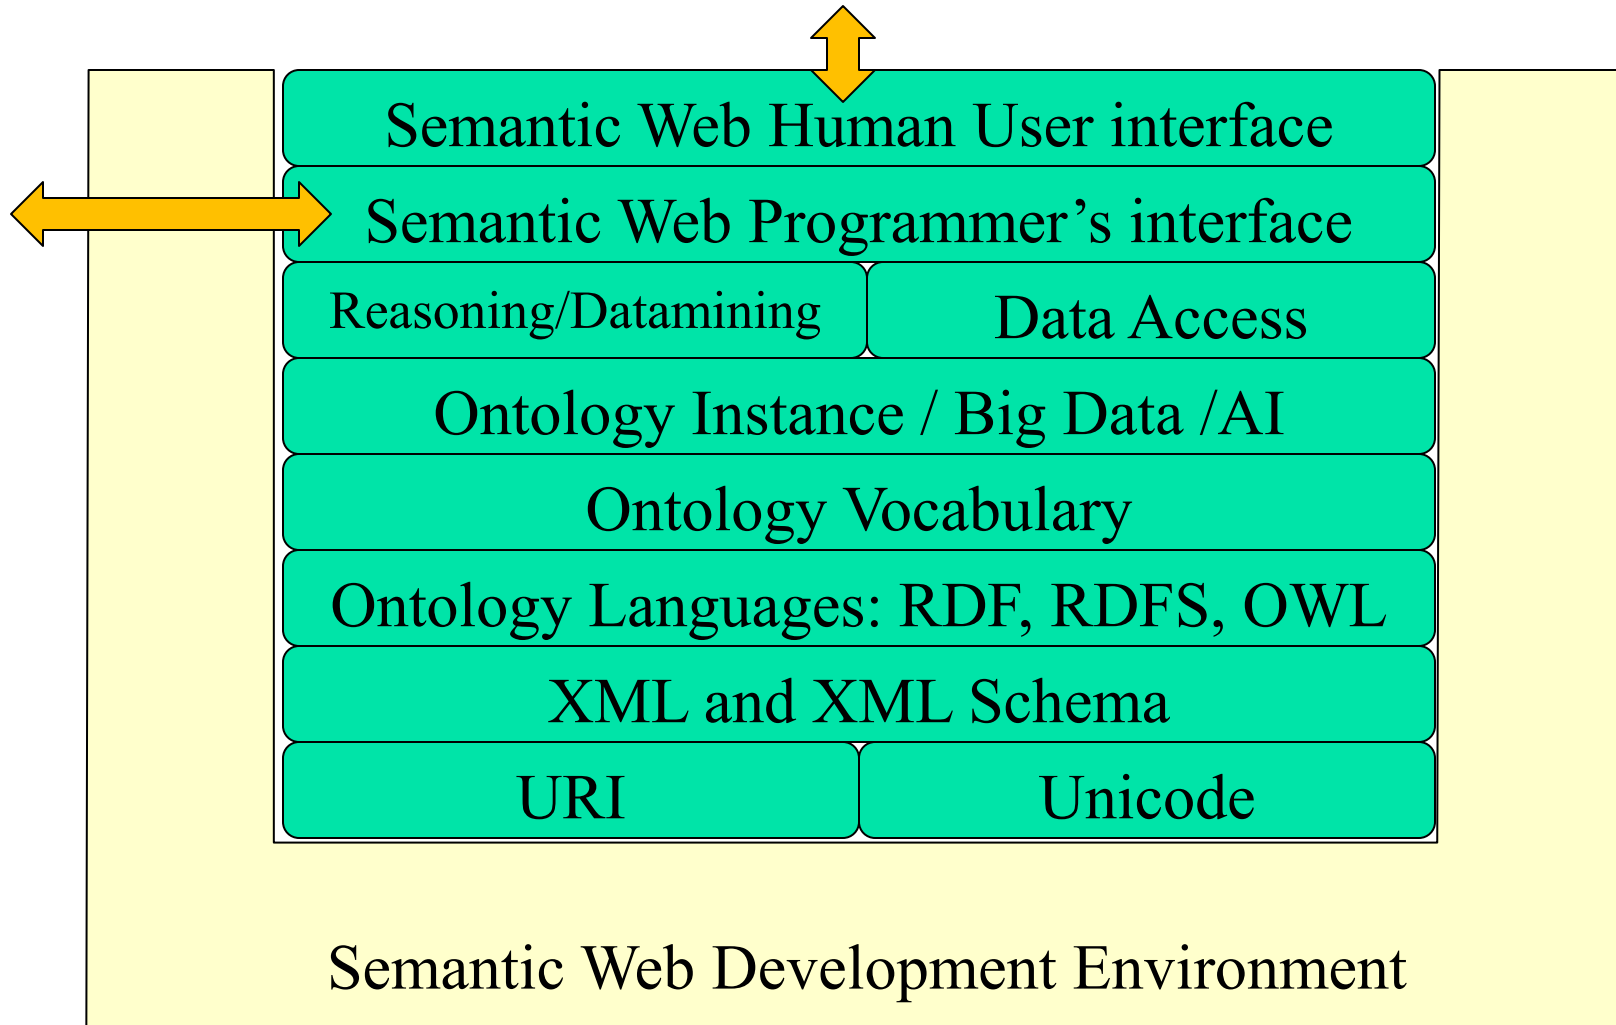 Semantic Web Human User interface
Semantic Web Programmer’s interface
Reasoning/Datamining
Data Access
Ontology Instance / Big Data /AI
Ontology Vocabulary
Ontology Languages: RDF, RDFS, OWL
XML and XML Schema
URI
Unicode
Semantic Web Development Environment